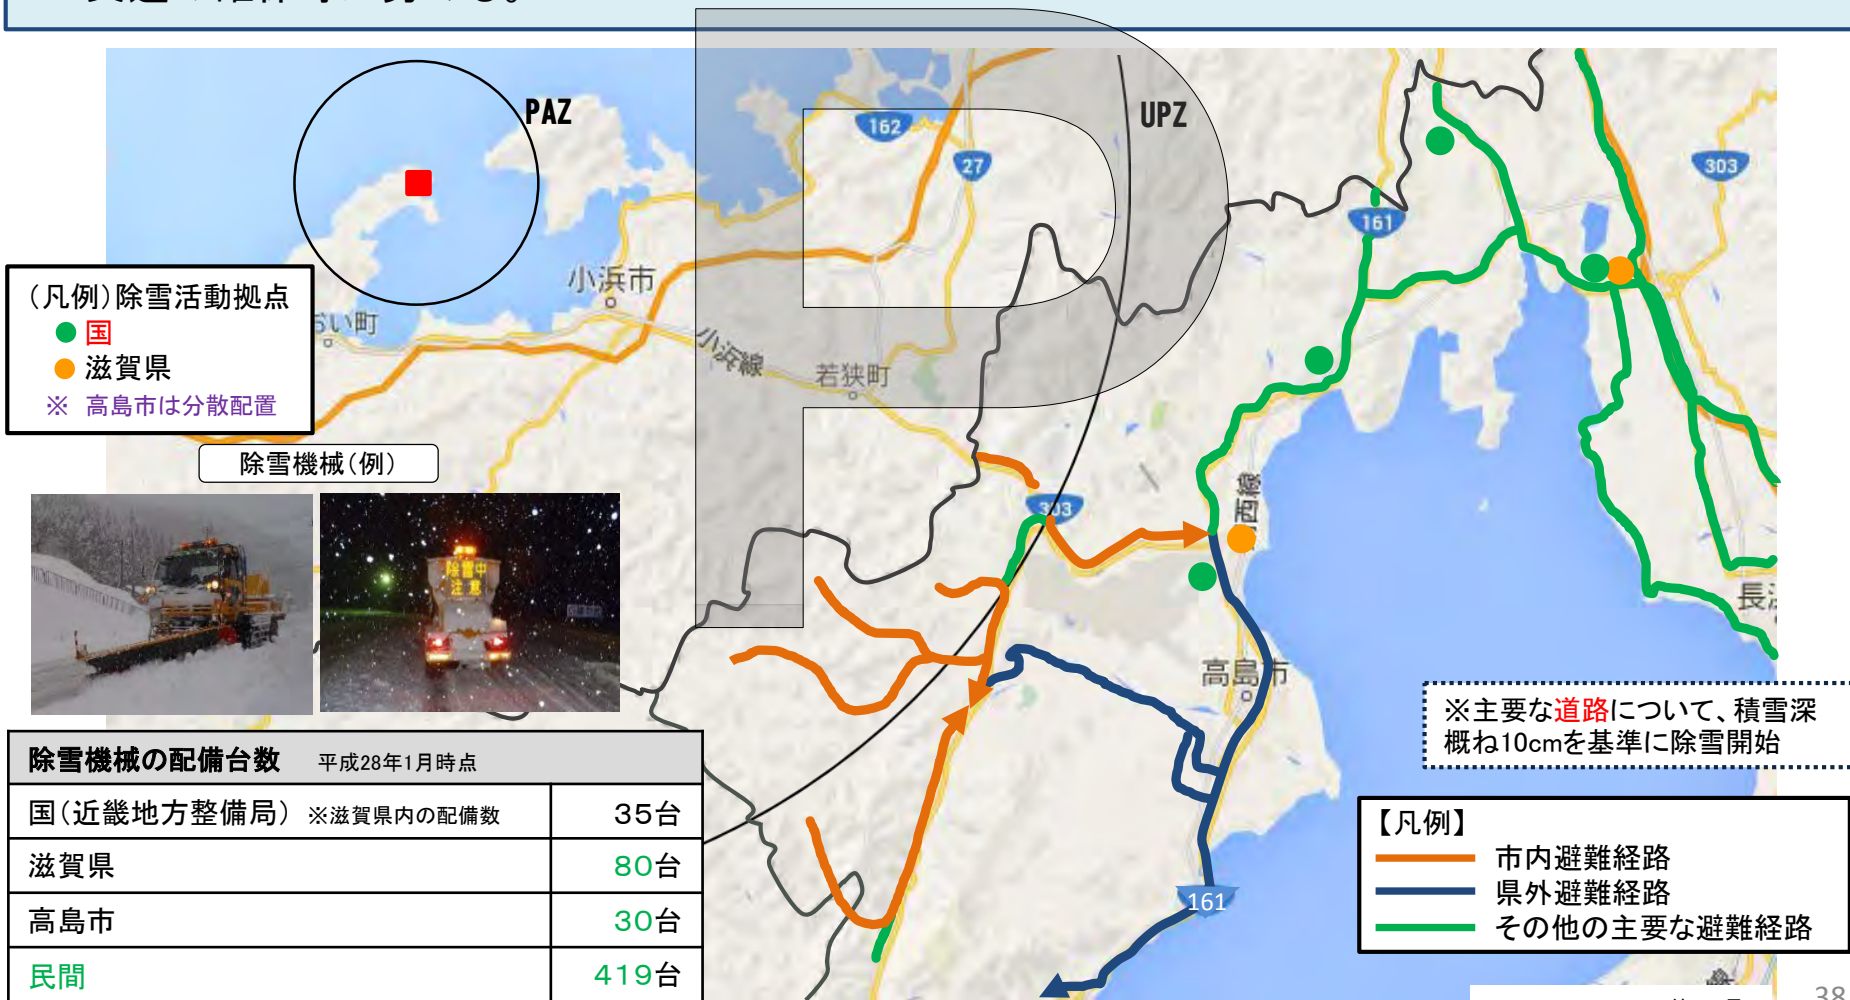 PAZ
UPZ
162
27
303
161
小浜市
(凡例)除雪活動拠点
国
滋賀県
※ 高島市は分散配置
い町
小浜線
若狭町
除雪機械(例)
303
西線
除雪中
注意
長
高島市
※主要な道路について、積雪深
概ね10cmを基準に除雪開始
除雪機械の配備台数 平成28年1月時点
国(近畿地方整備局) ※滋賀県内の配備数 35台
滋賀県 80台
高島市 30台
民間 419台
【凡例】
市内避難経路
県外避難経路
その他の主要な避難経路
161
38